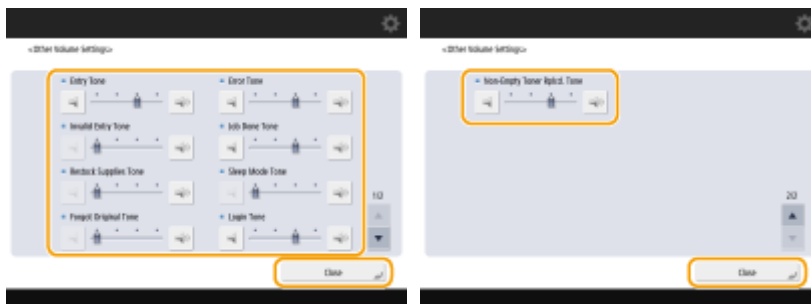 <Other Volume Settings>
Entry Tone
Error Tone
Invalid Entry Tone
Job Done Tone
Restock Supplies Tone
Sleep Mode Tone
Forgot Original Tone
Login Tone
1/2
Close
<Other Volume Settings>
Non-Empty Toner Rplcd. Tone
2/2
Close